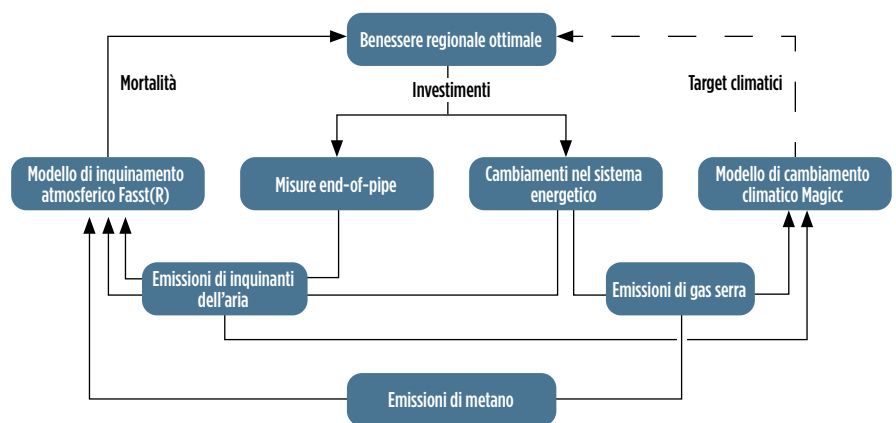 Benessere regionale ottimale
Mortalità
Investimenti
Target climatici
Modello di inquinamento
atmosferico Fasst(R)
Misure end-of-pipe
Cambiamenti nel sistema
energetico
Modello di cambiamento
climatico Magicc
Emissioni di inquinanti
dell'aria
Emissioni di gas serra
Emissioni di metano